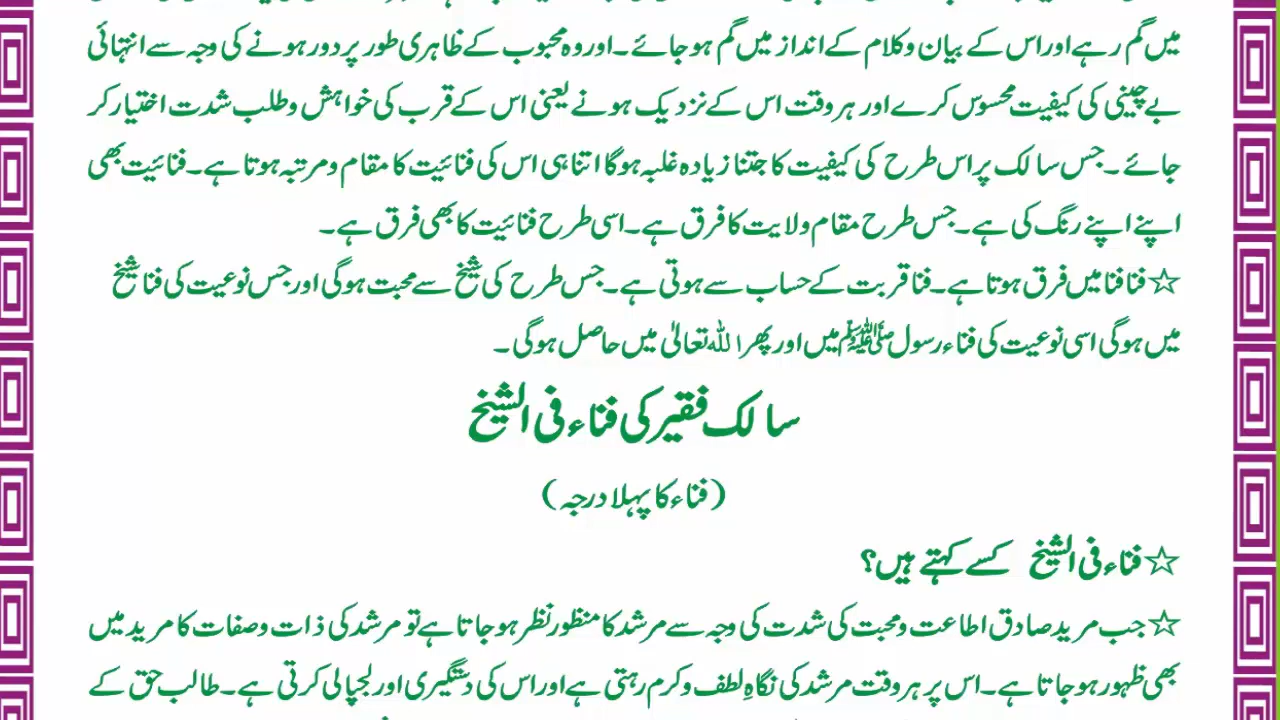 میں گم رہے اور اس کے بیان و کلام کے انداز میں گم ہو جائے۔ اور وہ محبوب کے ظاہری طور پر دور ہونے کی وجہ سے انتہائی
بے چینی کی کیفیت محسوس کرے اور ہر وقت اس کے نزدیک ہونے یعنی اس کے قرب کی خواہش و طلب شدت اختیار کر
جائے۔ جس سالک پر اس طرح کی کیفیت کا جتنا زیادہ غلبہ ہوگا اتنا ہی اس کی فنائیت کا مقام و مرتبہ ہوتا ہے۔ فنائیت بھی
اپنے اپنے رنگ کی ہے۔ جس طرح مقام ولایت کا فرق ہے۔ اسی طرح فنائیت کا بھی فرق ہے۔
☆ فنا فنا میں فرق ہوتا ہے۔ فنا قربت کے حساب سے ہوتی ہے۔ جس طرح کی شیخ سے محبت ہوگی اور جس نوعیت کی فنا شیخ
میں ہوگی اسی نوعیت کی فناء رسول ﷺ میں اور پھر اللہ تعالیٰ میں حاصل ہوگی۔
سالک فقیر کی فناء فی الشیخ
(فناء کا پہلا درجہ)
☆ فناء فی الشیخ کسے کہتے ہیں؟
☆ جب مرید صادق اطاعت و محبت کی شدت کی وجہ سے مرشد کا منظور نظر ہو جاتا ہے تو مرشد کی ذات و صفات کا مرید میں
بھی ظہور ہو جاتا ہے۔ اس پر ہر وقت مرشد کی نگاہِ لطف و کرم رہتی ہے اور اس کی دستگیری اور لجپالی کرتی ہے۔ طالب حق کے